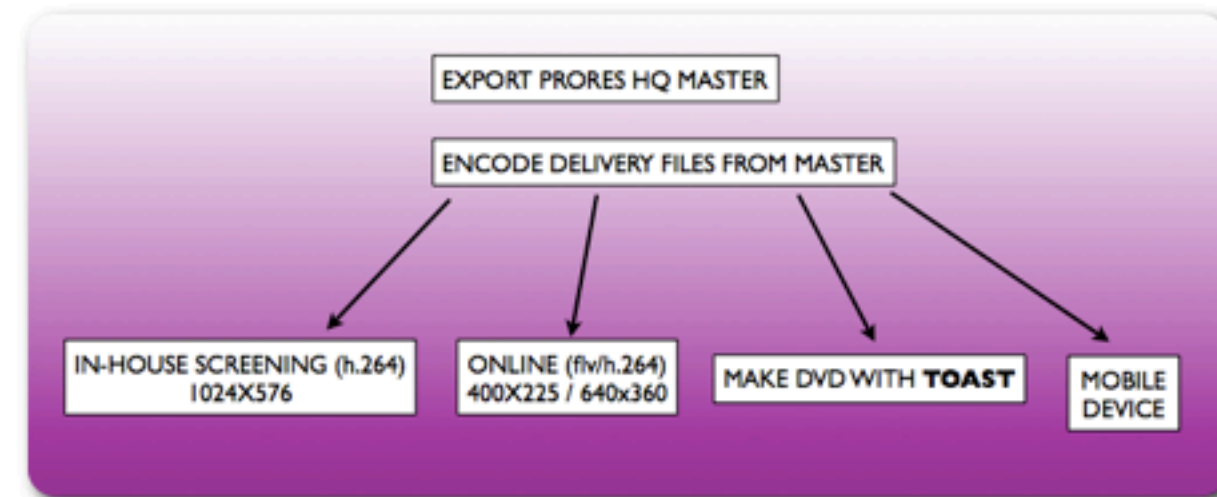 EXPORT PRORES HQ MASTER
ENCODE DELIVERY FILES FROM MASTER
IN-HOUSE SCREENING (h.264)
1024X576
ONLINE (flv/h.264)
400X225 / 640x360
MAKE DVD WITH TOAST
MOBILE
DEVICE